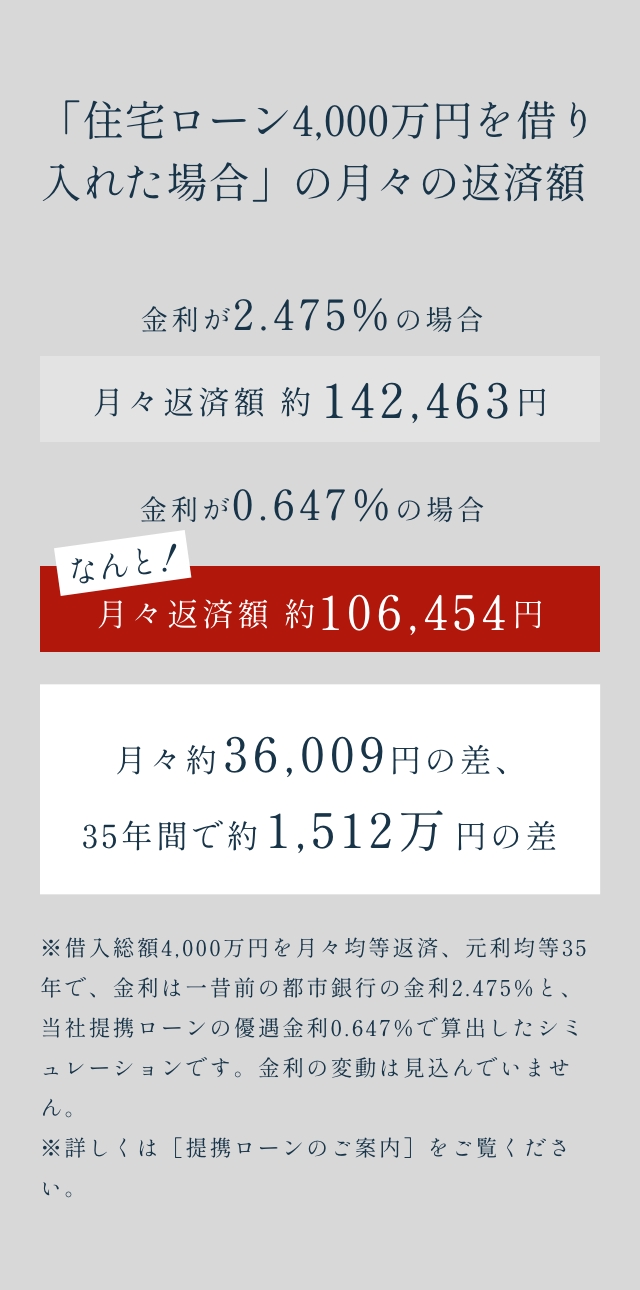 「住宅ローン4,000万円を借り
入れた場合」の月々の返済額
金利が2.475%の場合
月々返済額 約 142,463円
金利が0.647%の場合
なんと!
月々返済額 約106,454円
月々約36,009円の差、
35年間で約1,512万円の差
※借入総額4,000万円を月々均等返済、元利均等35
年で、金利は一昔前の都市銀行の金利2.475%と、
当社提携ローンの優遇金利0.647%で算出したシミ
ュレーションです。金利の変動は見込んでいませ
ん。
※詳しくは［提携ローンのご案内］をご覧くださ
い。